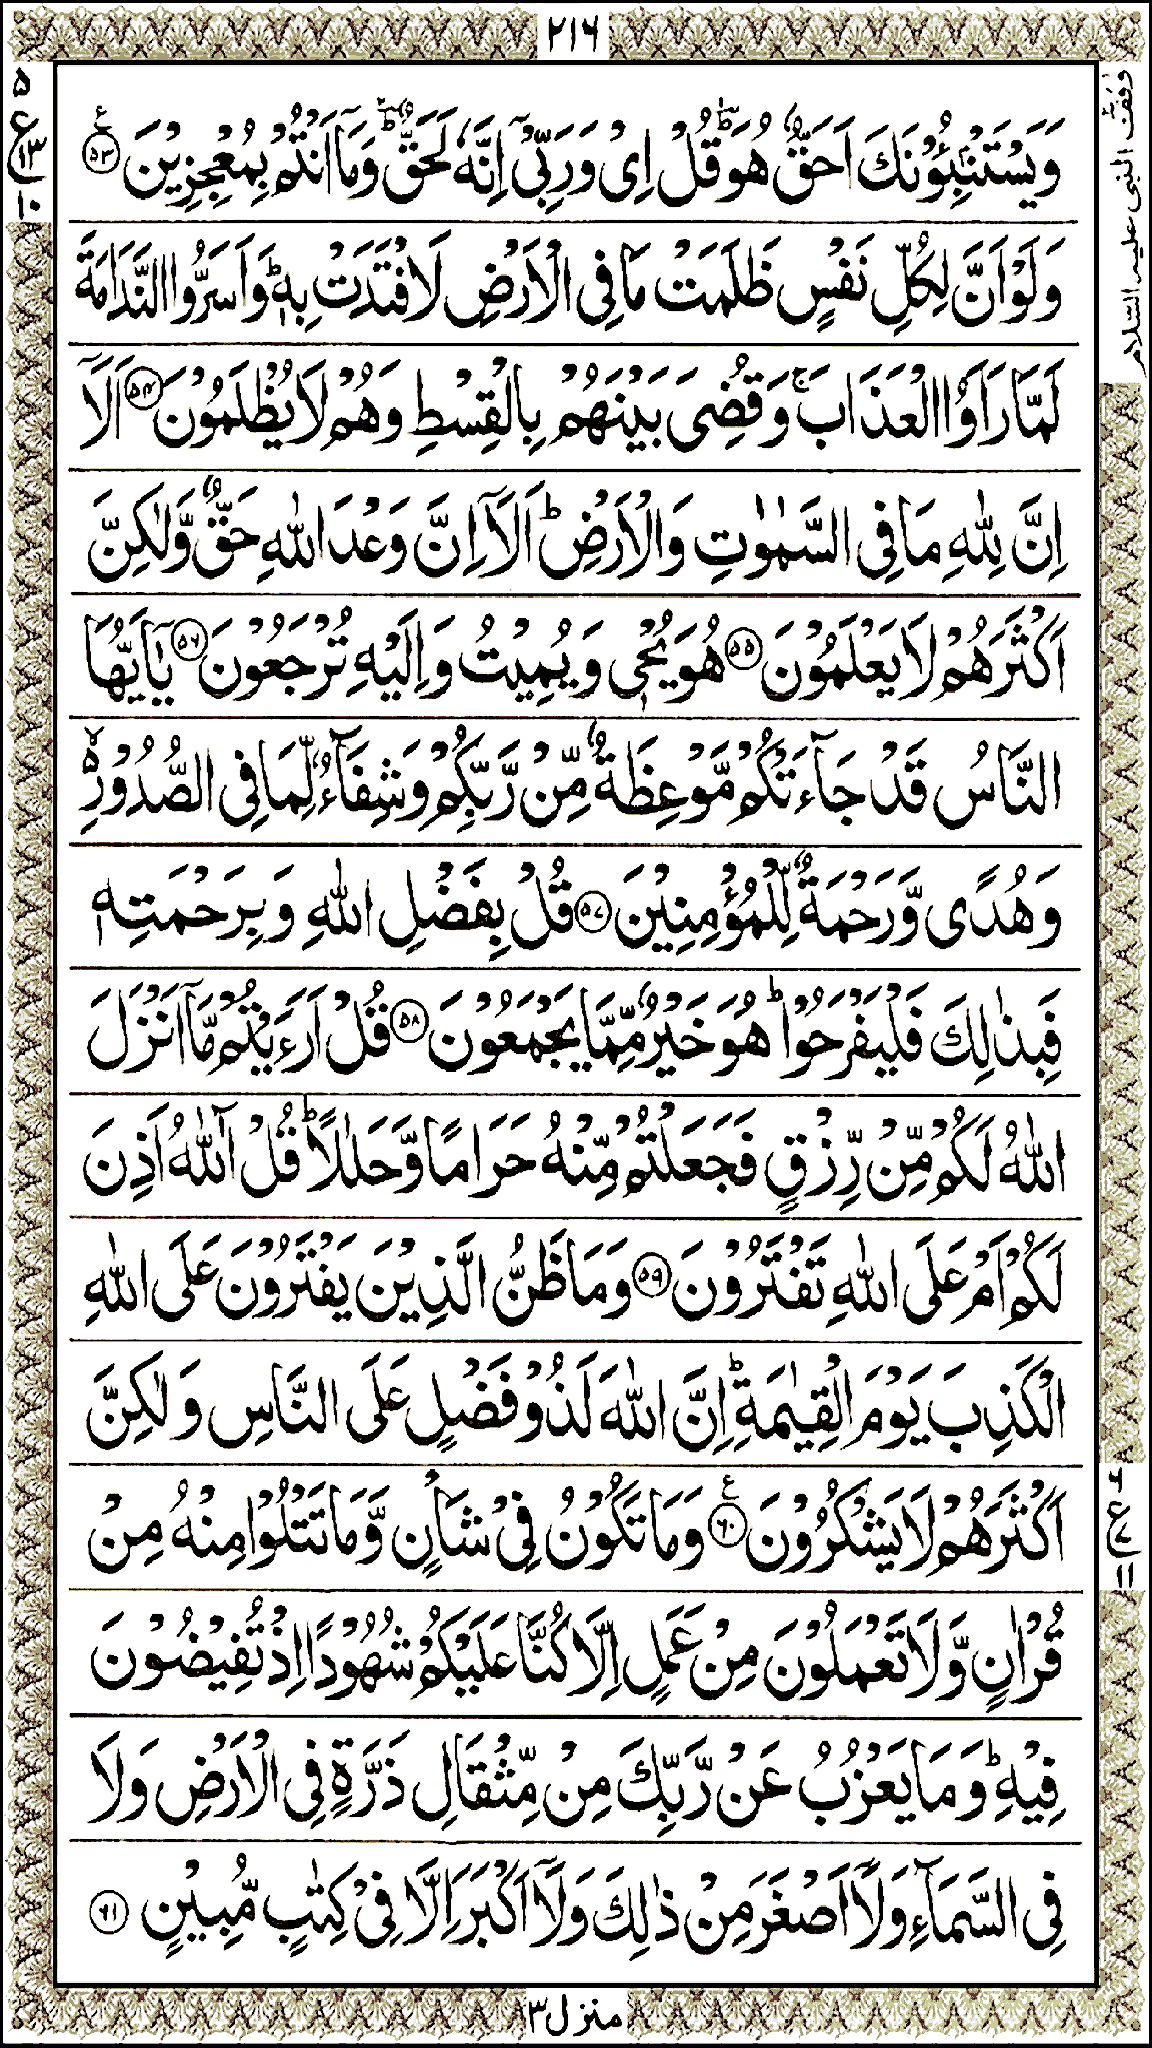 ٢١٦
وَيَسْتَنْۢبِـُٔوْنَكَ اَحَقٌّ هُوَ ؕ قُلْ اِيْ وَرَبِّيْۤ اِنَّهٗ لَحَقٌّ ؕ وَمَاۤ اَنْتُمْ بِمُعْجِزِيْنَ ۝٥٣
وَلَوْ اَنَّ لِكُلِّ نَفْسٍ ظَلَمَتْ مَا فِي الْاَرْضِ لَافْتَدَتْ بِهٖ ؕ وَاَسَرُّوا النَّدَامَةَ
لَمَّا رَاَوُا الْعَذَابَ ۚ وَقُضِيَ بَيْنَهُمْ بِالْقِسْطِ وَهُمْ لَا يُظْلَمُوْنَ ۝٥٤ اَلَاۤ
اِنَّ لِلّٰهِ مَا فِي السَّمٰوٰتِ وَالْاَرْضِ ؕ اَلَاۤ اِنَّ وَعْدَ اللّٰهِ حَقٌّ وَّلٰكِنَّ
اَكْثَرَهُمْ لَا يَعْلَمُوْنَ ۝٥٥ هُوَ يُحْيٖ وَيُمِيْتُ وَاِلَيْهِ تُرْجَعُوْنَ ۝٥٦ يٰۤاَيُّهَا
النَّاسُ قَدْ جَآءَتْكُمْ مَّوْعِظَةٌ مِّنْ رَّبِّكُمْ وَشِفَآءٌ لِّمَا فِي الصُّدُوْرِ ۙ
وَهُدًى وَّرَحْمَةٌ لِّلْمُؤْمِنِيْنَ ۝٥٧ قُلْ بِفَضْلِ اللّٰهِ وَبِرَحْمَتِهٖ
فَبِذٰلِكَ فَلْيَفْرَحُوْا ؕ هُوَ خَيْرٌ مِّمَّا يَجْمَعُوْنَ ۝٥٨ قُلْ اَرَءَيْتُمْ مَّاۤ اَنْزَلَ
اللّٰهُ لَكُمْ مِّنْ رِّزْقٍ فَجَعَلْتُمْ مِّنْهُ حَرَامًا وَّحَلٰلًا ؕ قُلْ آٰللّٰهُ اَذِنَ
لَكُمْ اَمْ عَلَى اللّٰهِ تَفْتَرُوْنَ ۝٥٩ وَمَا ظَنُّ الَّذِيْنَ يَفْتَرُوْنَ عَلَى اللّٰهِ
الْكَذِبَ يَوْمَ الْقِيٰمَةِ ؕ اِنَّ اللّٰهَ لَذُوْ فَضْلٍ عَلَى النَّاسِ وَلٰكِنَّ
اَكْثَرَهُمْ لَا يَشْكُرُوْنَ ۝٦٠ وَمَا تَكُوْنُ فِيْ شَاْنٍ وَّمَا تَتْلُوْا مِنْهُ مِنْ
قُرْاٰنٍ وَّلَا تَعْمَلُوْنَ مِنْ عَمَلٍ اِلَّا كُنَّا عَلَيْكُمْ شُهُوْدًا اِذْ تُفِيْضُوْنَ
فِيْهِ ؕ وَمَا يَعْزُبُ عَنْ رَّبِّكَ مِنْ مِّثْقَالِ ذَرَّةٍ فِي الْاَرْضِ وَلَا
فِي السَّمَآءِ وَلَاۤ اَصْغَرَ مِنْ ذٰلِكَ وَلَاۤ اَكْبَرَ اِلَّا فِيْ كِتٰبٍ مُّبِيْنٍ ۝٦١
منزل ٣
وقف النبى عليه السلام
٥
ع
١٣
١٠
٦
ع
٧
١١